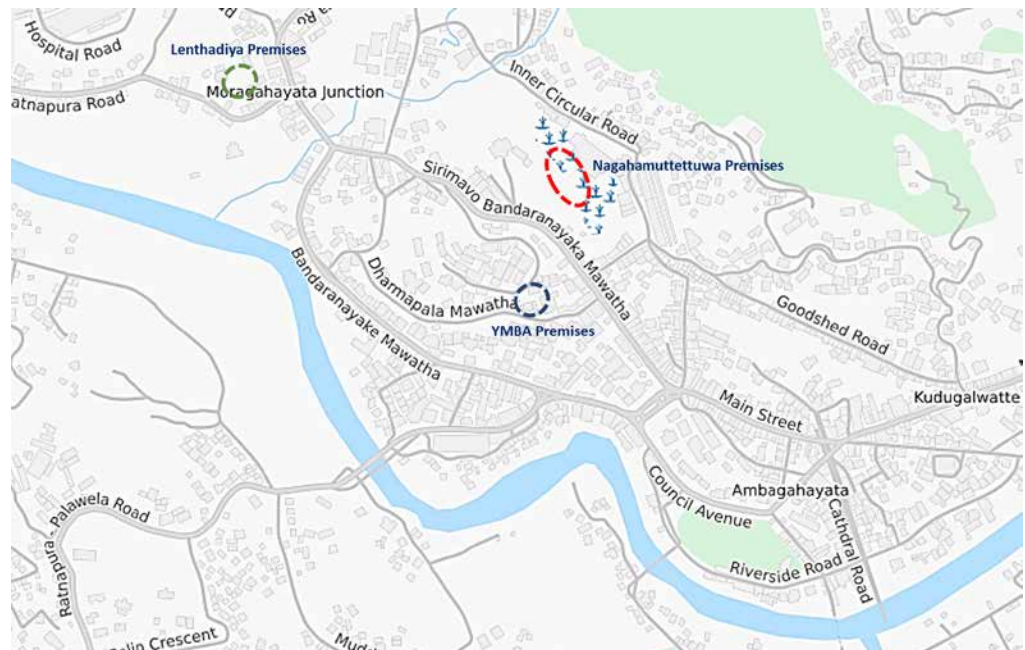 Hospital Road
Lenthadiya Premises
Moragahayata Junction
atnapura Road
Inner Circular Road
Nagahamuttettuwa Premises
Sirimavo Bandaranayaka Mawatha
Bandaranayake Mawatha
Dharmapala Mawatha
YMBA Premises
Goodshed Road
Kudugalwatte
Main Street
Ambagahayata
Council Avenue
Cathdral Road
Riverside Road
Ratnapura - Palawela Road
Crescent